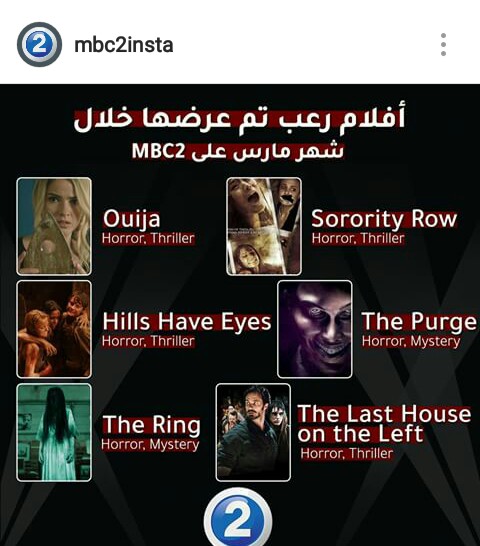 2 mbc2insta
أفلام رعب تم عرضها خلال
شهر مارس على MBC2
Ouija
Horror, Thriller
Sorority Row
Horror, Thriller
Hills Have Eyes
Horror, Thriller
The Purge
Horror, Mystery
The Ring
Horror, Mystery
The Last House
on the Left
Horror, Thriller
2